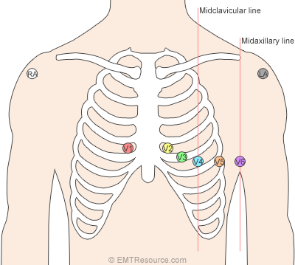 Midclavicular line
Midaxillary line
RA
LA
V1
V2
V3
V4
V5
V6
© EMTResource.com